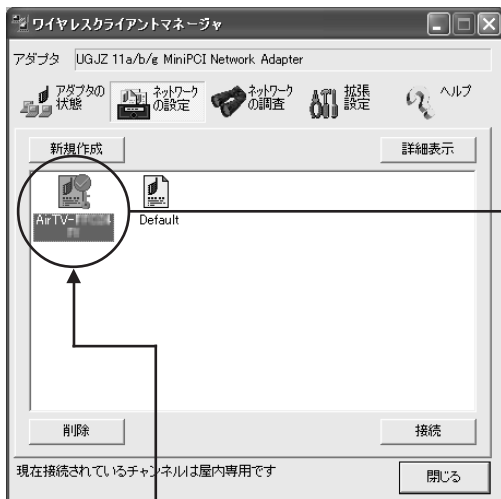 ワイヤレスクライアントマネージャ
アダプタ UGJZ 11a/b/g MiniPCI Network Adapter
アダプタの状態
ネットワークの設定
ネットワークの調査
拡張設定
ヘルプ
新規作成
詳細表示
AirTV-
Default
削除
接続
現在接続されているチャンネルは屋内専用です
閉じる